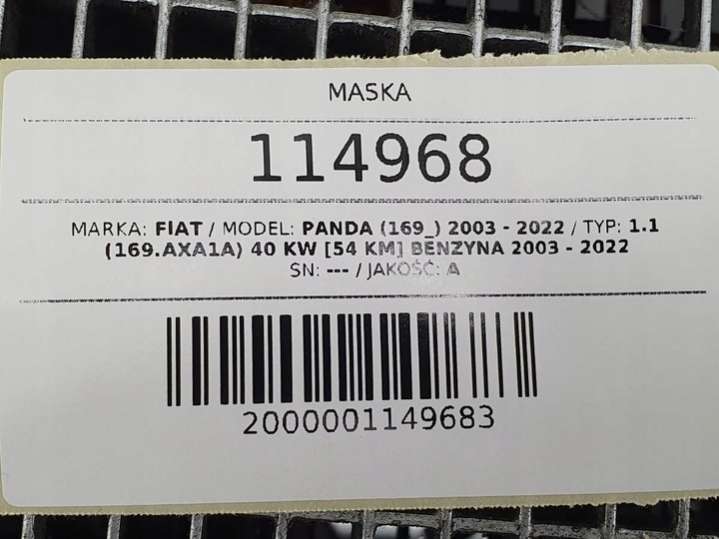 MASKA
114968
MARKA: FIAT / MODEL: PANDA (169_) 2003 - 2022 / TYP: 1.1
(169.AXA1A) 40 KW [54 KM] BENZYNA 2003 - 2022
SN: --- / JAKOŚĆ: A
2000001149683